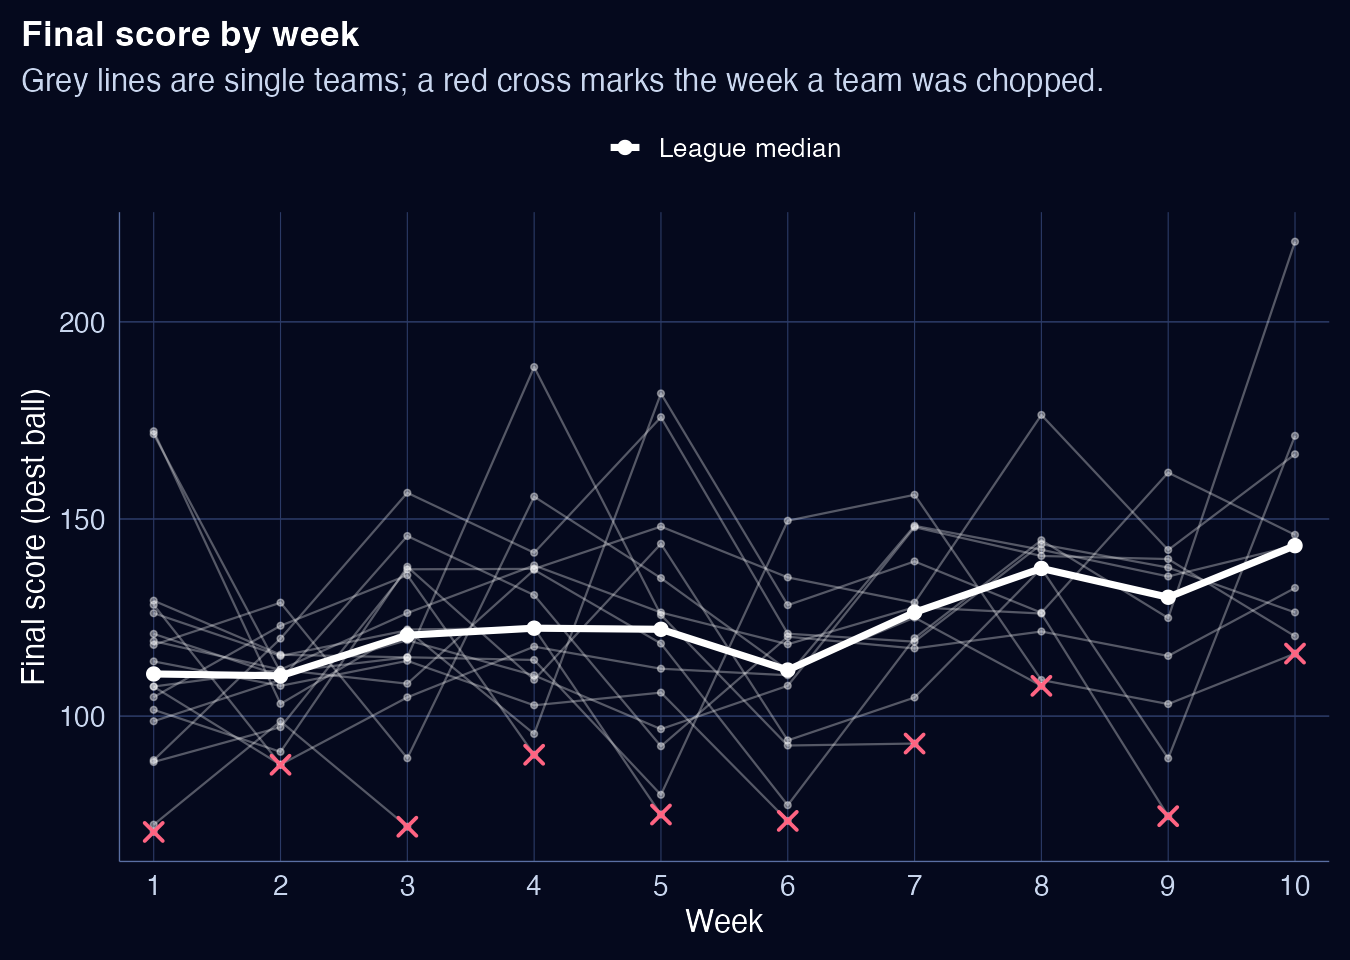 Final score by week
Grey lines are single teams; a red cross marks the week a team was chopped.
League median
Final score (best ball)
200
150
100
1 2 3 4 5 6 7 8 9 10
Week